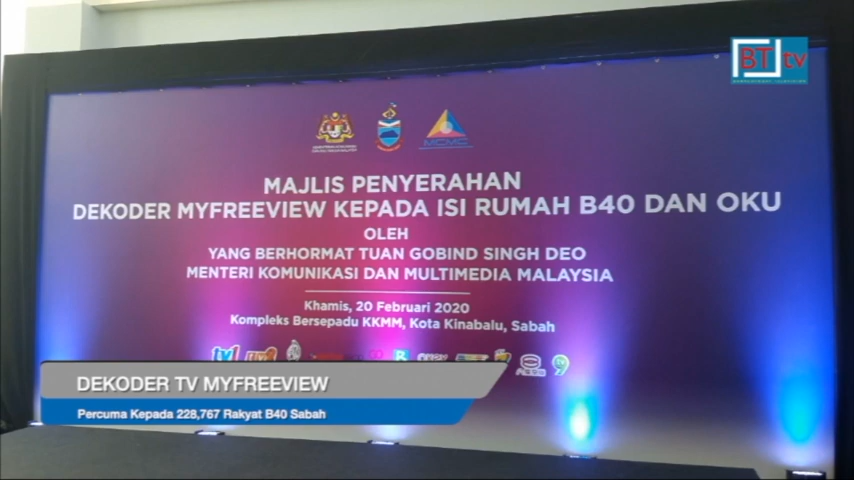 BT tv
MCMC
MAJLIS PENYERAHAN
DEKODER MYFREEVIEW KEPADA ISI RUMAH B40 DAN OKU
OLEH
YANG BERHORMAT TUAN GOBIND SINGH DEO
MENTERI KOMUNIKASI DAN MULTIMEDIA MALAYSIA
Khamis, 20 Februari 2020
Kompleks Bersepadu KKMM, Kota Kinabalu, Sabah
DEKODER TV MYFREEVIEW
Percuma Kepada 228,767 Rakyat B40 Sabah